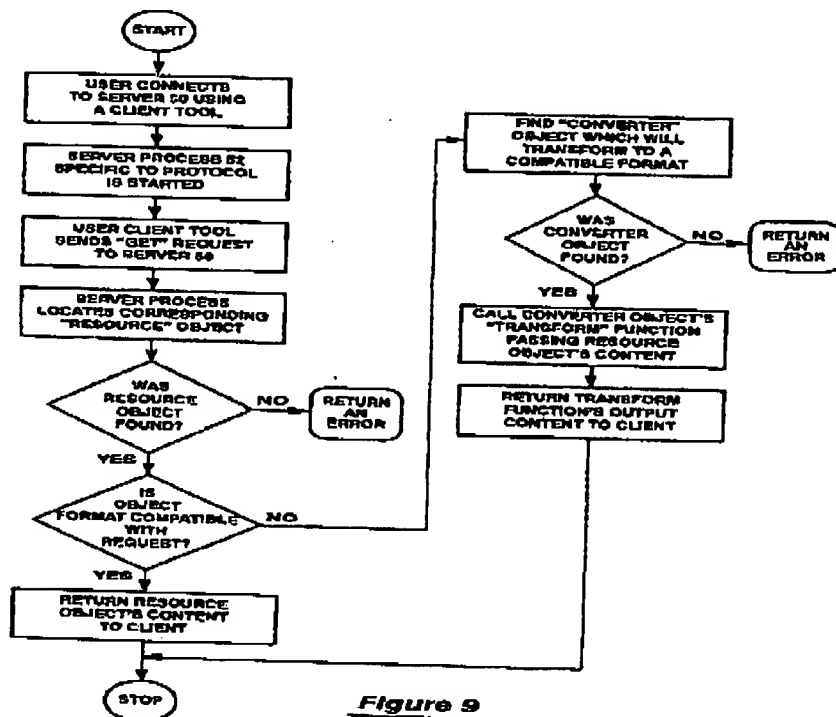 START
USER CONNECTS
TO SERVER 50 USING
A CLIENT TOOL
SERVER PROCESS 52
SPECIFIC TO PROTOCOL
IS STARTED
USER CLIENT TOOL
SENDS "GET" REQUEST
TO SERVER 50
SERVER PROCESS
LOCATES CORRESPONDING
"RESOURCE" OBJECT
WAS
RESOURCE
OBJECT
FOUND?
NO
RETURN
AN
ERROR
YES
IS
OBJECT
FORMAT COMPATIBLE
WITH
REQUEST?
NO
YES
RETURN RESOURCE
OBJECT'S CONTENT
TO CLIENT
STOP
FIND "CONVERTER"
OBJECT WHICH WILL
TRANSFORM TO A
COMPATIBLE FORMAT
WAS
CONVERTER
OBJECT
FOUND?
NO
RETURN
AN
ERROR
YES
CALL CONVERTER OBJECT'S
"TRANSFORM" FUNCTION
PASSING RESOURCE
OBJECT'S CONTENT
RETURN TRANSFORM
FUNCTION'S OUTPUT
CONTENT TO CLIENT
Figure 9